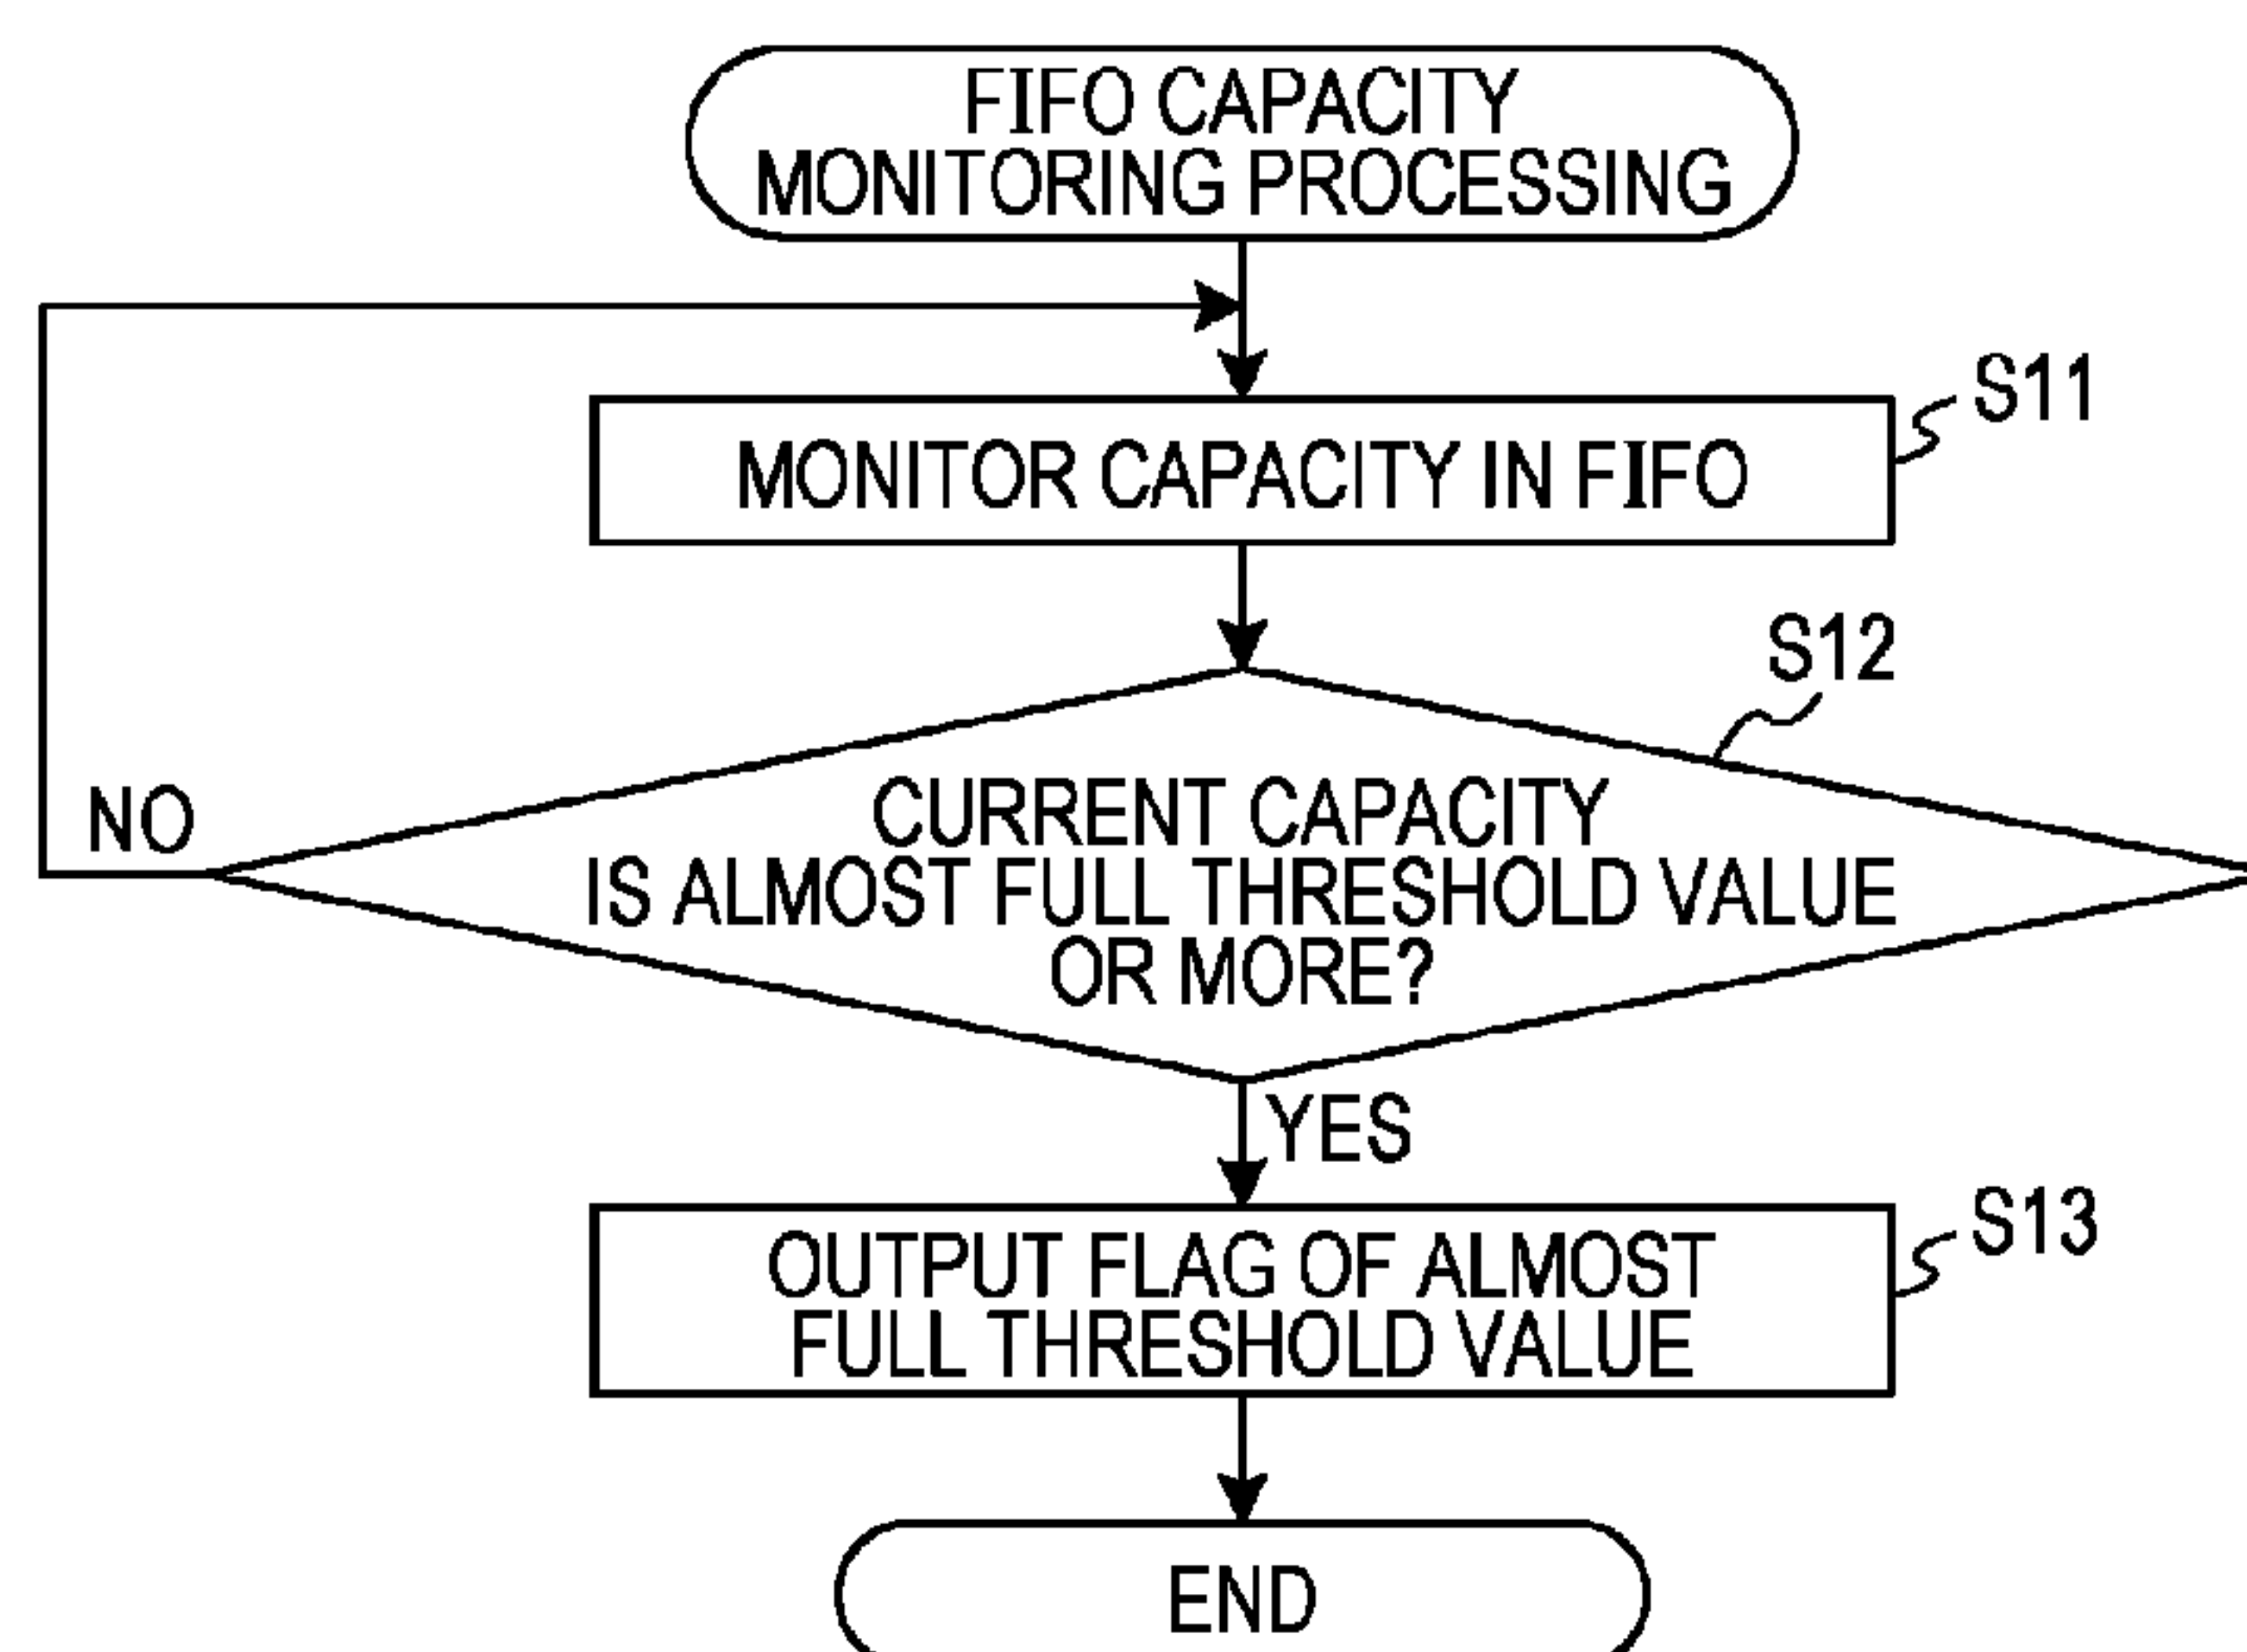 FIFO CAPACITY
MONITORING PROCESSING
S11
MONITOR CAPACITY IN FIFO
S12
CURRENT CAPACITY
IS ALMOST FULL THRESHOLD VALUE
OR MORE?
NO
YES
S13
OUTPUT FLAG OF ALMOST
FULL THRESHOLD VALUE
END